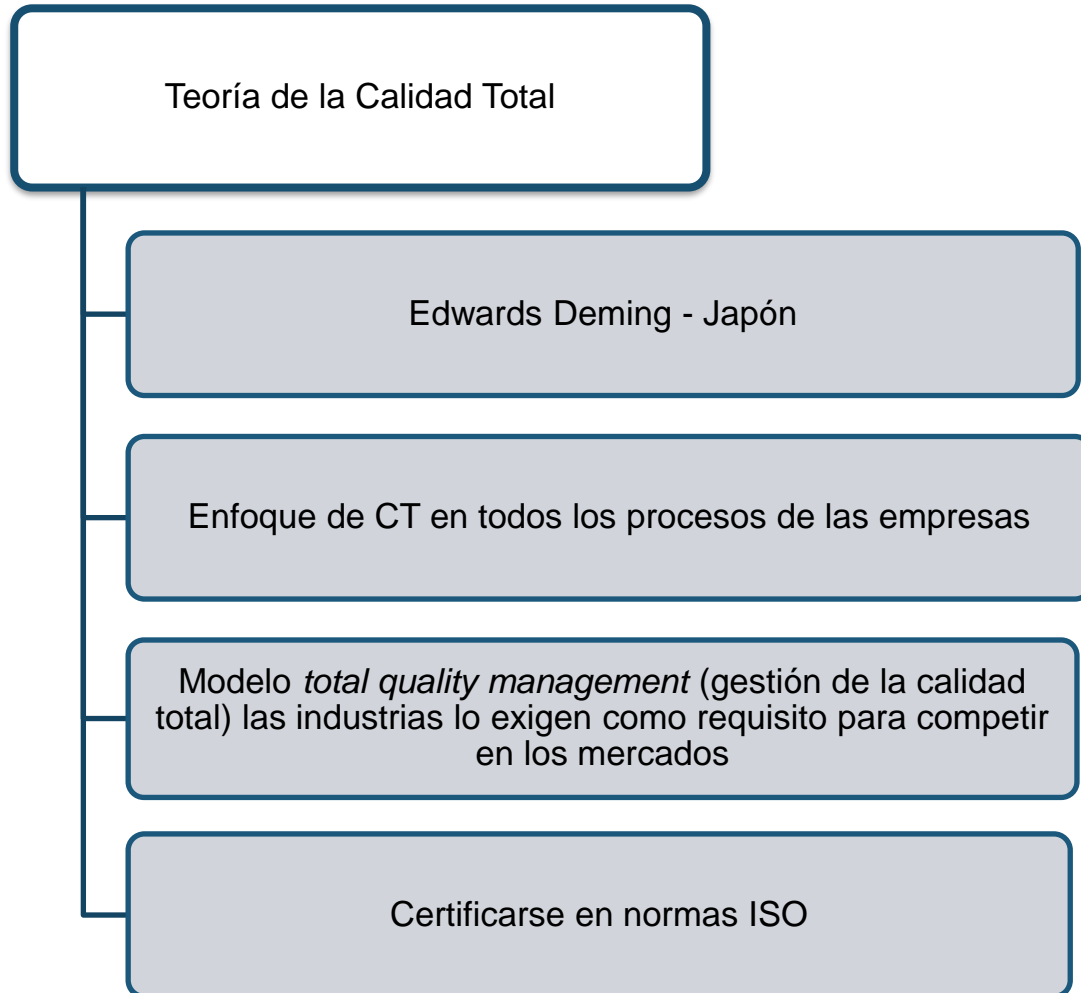 Teoría de la Calidad Total
Edwards Deming - Japón
Enfoque de CT en todos los procesos de las empresas
Modelo total quality management (gestión de la calidad
total) las industrias lo exigen como requisito para competir
en los mercados
Certificarse en normas ISO